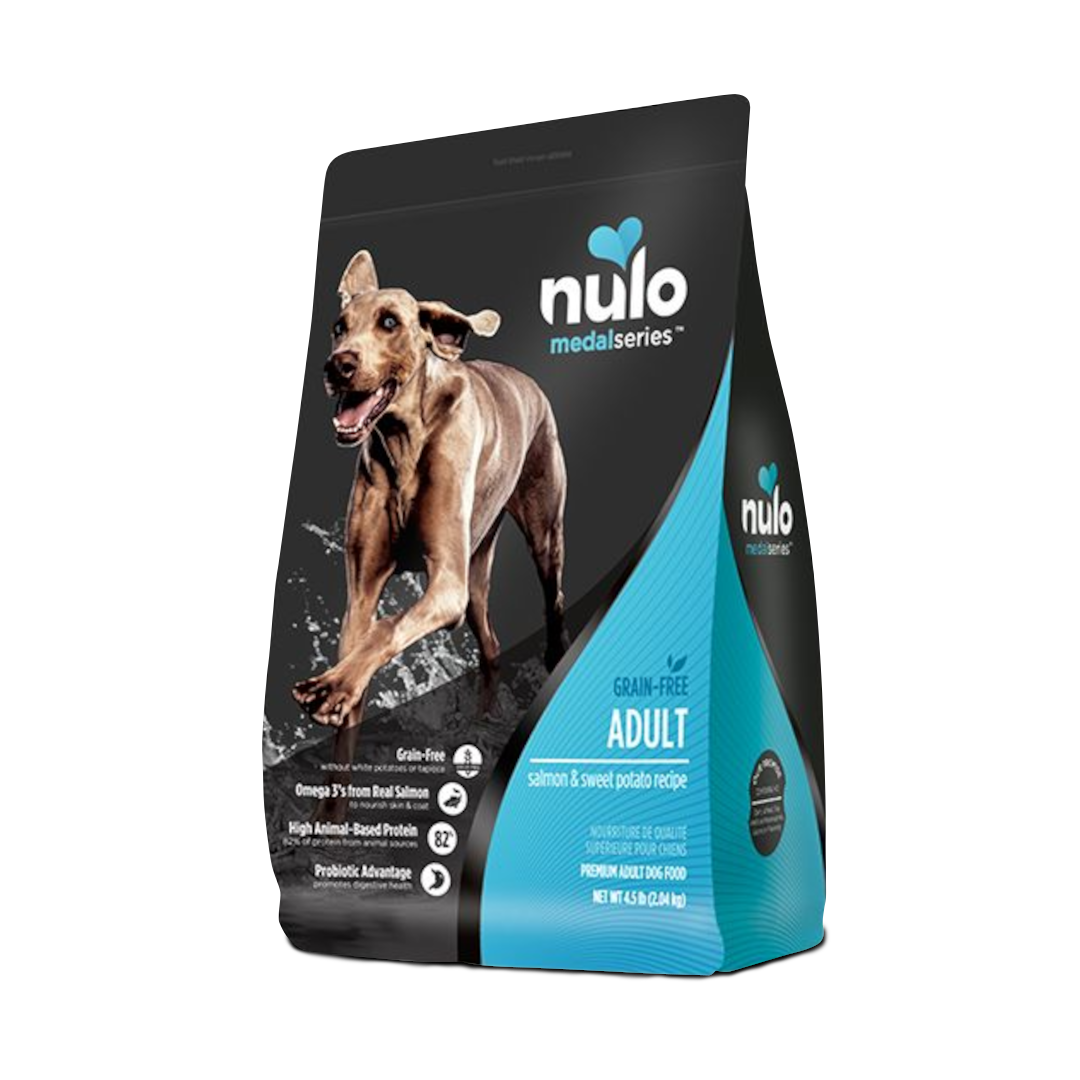 nulo
medalseries™
GRAIN-FREE
ADULT
salmon & sweet potato recipe
NOURRITURE DE QUALITÉ
SUPÉRIEURE POUR CHIENS
PREMIUM ADULT DOG FOOD
NET WT 4.5 lb (2.04 kg)
Grain-Free
without white potatoes or tapioca
Omega 3's from Real Salmon
to nourish skin & coat
High Animal-Based Protein
82% of protein from animal sources
82%
Probiotic Advantage
promotes digestive health
nulo
medalseries™